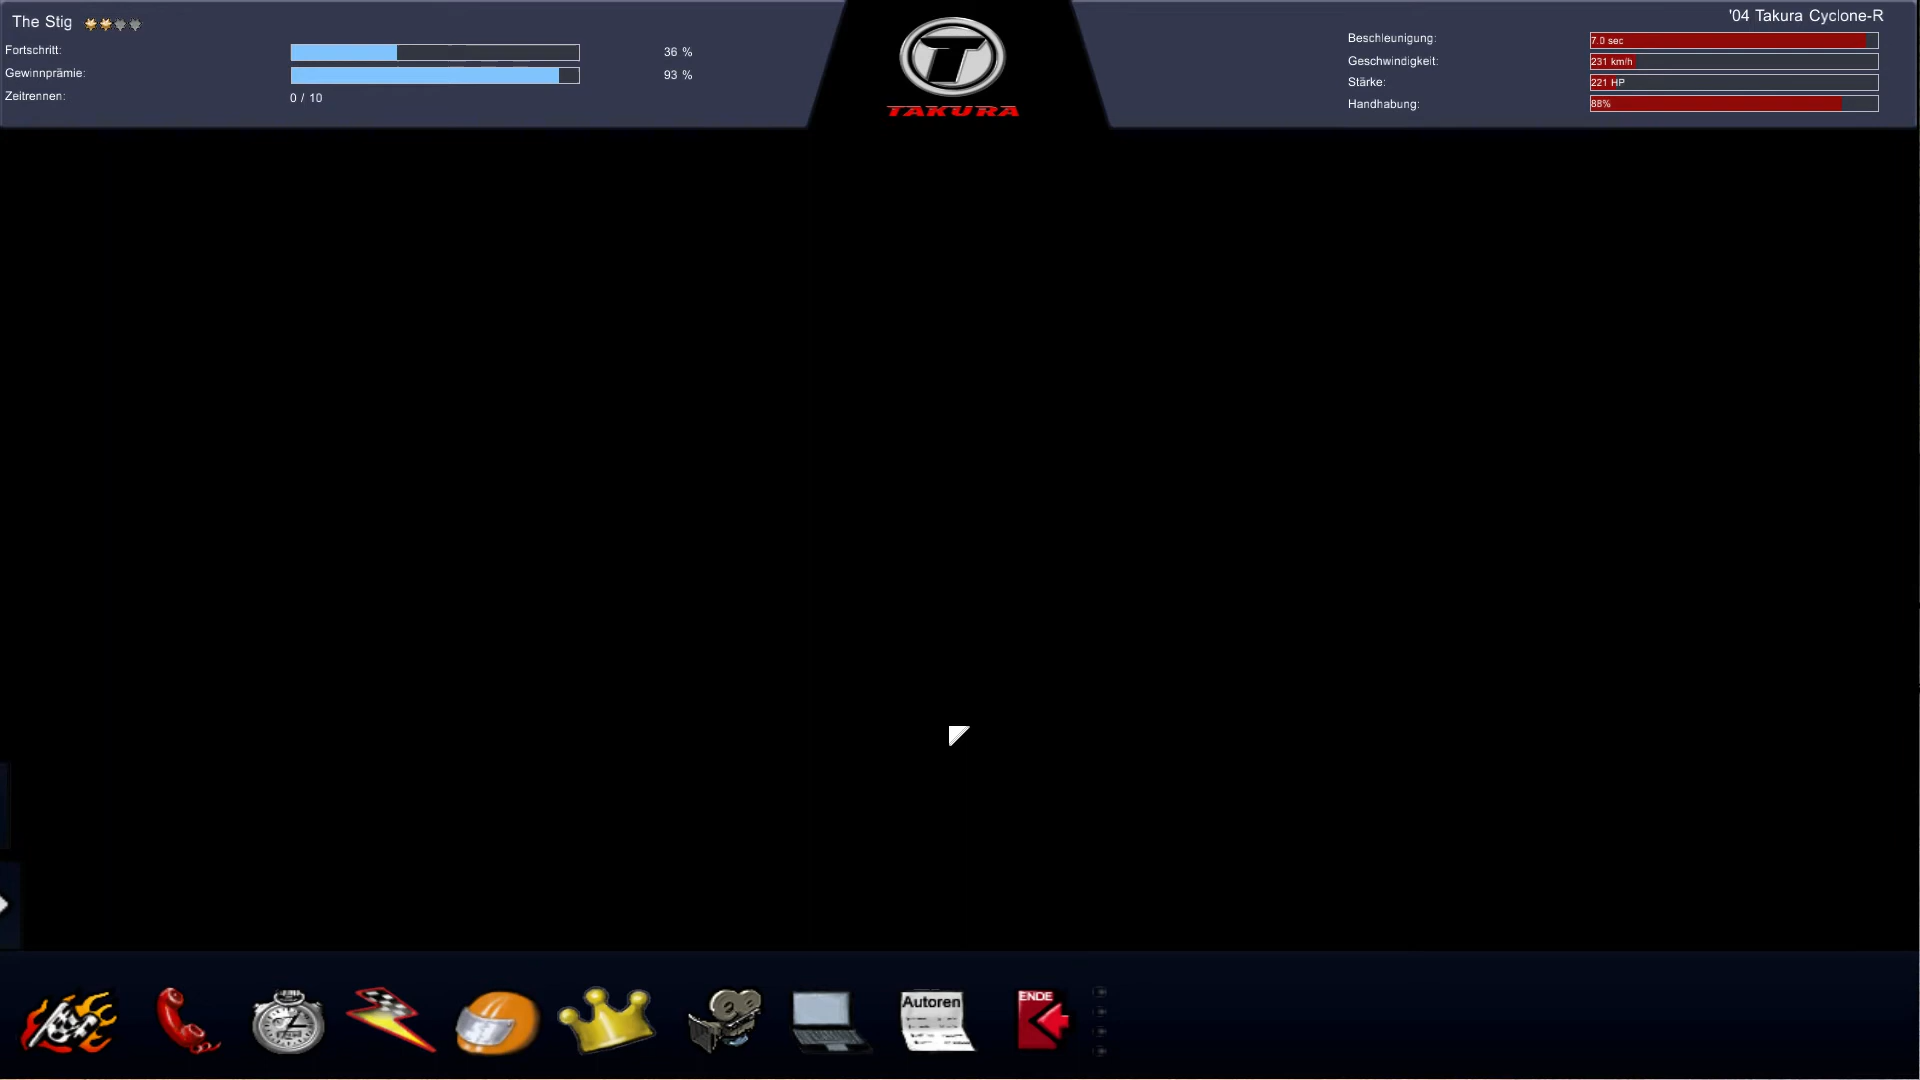 The Stig
Fortschritt:
36 %
Gewinnprämie:
93 %
Zeitrennen:
0 / 10
TAKURA
'04 Takura Cyclone-R
Beschleunigung:
7.0 sec
Geschwindigkeit:
231 km/h
Stärke:
221 HP
Handhabung:
88%
Autoren
ENDE